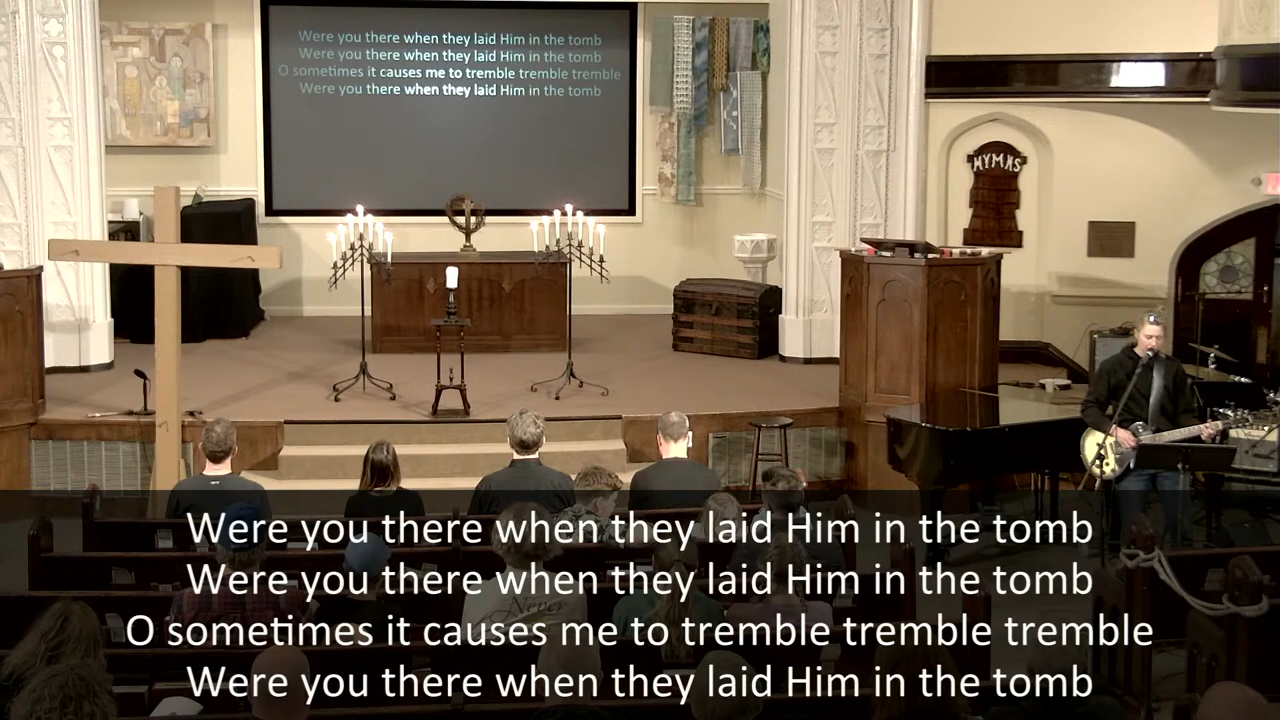 Were you there when they laid Him in the tomb
Were you there when they laid Him in the tomb
O sometimes it causes me to tremble tremble tremble
Were you there when they laid Him in the tomb
HYMNS
Never
Were you there when they laid Him in the tomb
Were you there when they laid Him in the tomb
O sometimes it causes me to tremble tremble tremble
Were you there when they laid Him in the tomb